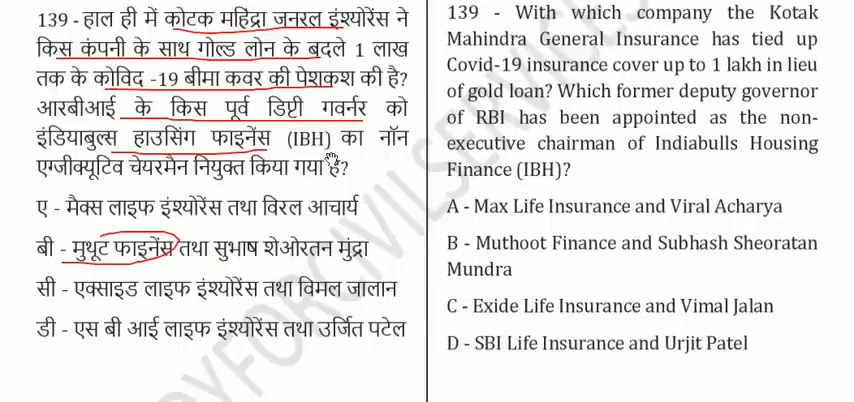 139 - हाल ही में कोटक महिंद्रा जनरल इंश्योरेंस ने
किस कंपनी के साथ गोल्ड लोन के बदले 1 लाख
तक के कोविद -19 बीमा कवर की पेशकश की है?
आरबीआई के किस पूर्व डिप्टी गवर्नर को
इंडियाबुल्स हाउसिंग फाइनेंस (IBH) का नॉन
एग्जीक्यूटिव चेयरमैन नियुक्त किया गया है?
ए - मैक्स लाइफ इंश्योरेंस तथा विरल आचार्य
बी - मुथूट फाइनेंस तथा सुभाष शेओरतन मुंद्रा
सी - एक्साइड लाइफ इंश्योरेंस तथा विमल जालान
डी - एस बी आई लाइफ इंश्योरेंस तथा उर्जित पटेल
139 - With which company the Kotak
Mahindra General Insurance has tied up
Covid-19 insurance cover up to 1 lakh in lieu
of gold loan? Which former deputy governor
of RBI has been appointed as the non-
executive chairman of Indiabulls Housing
Finance (IBH)?
A - Max Life Insurance and Viral Acharya
B - Muthoot Finance and Subhash Sheoratan
Mundra
C - Exide Life Insurance and Vimal Jalan
D - SBI Life Insurance and Urjit Patel